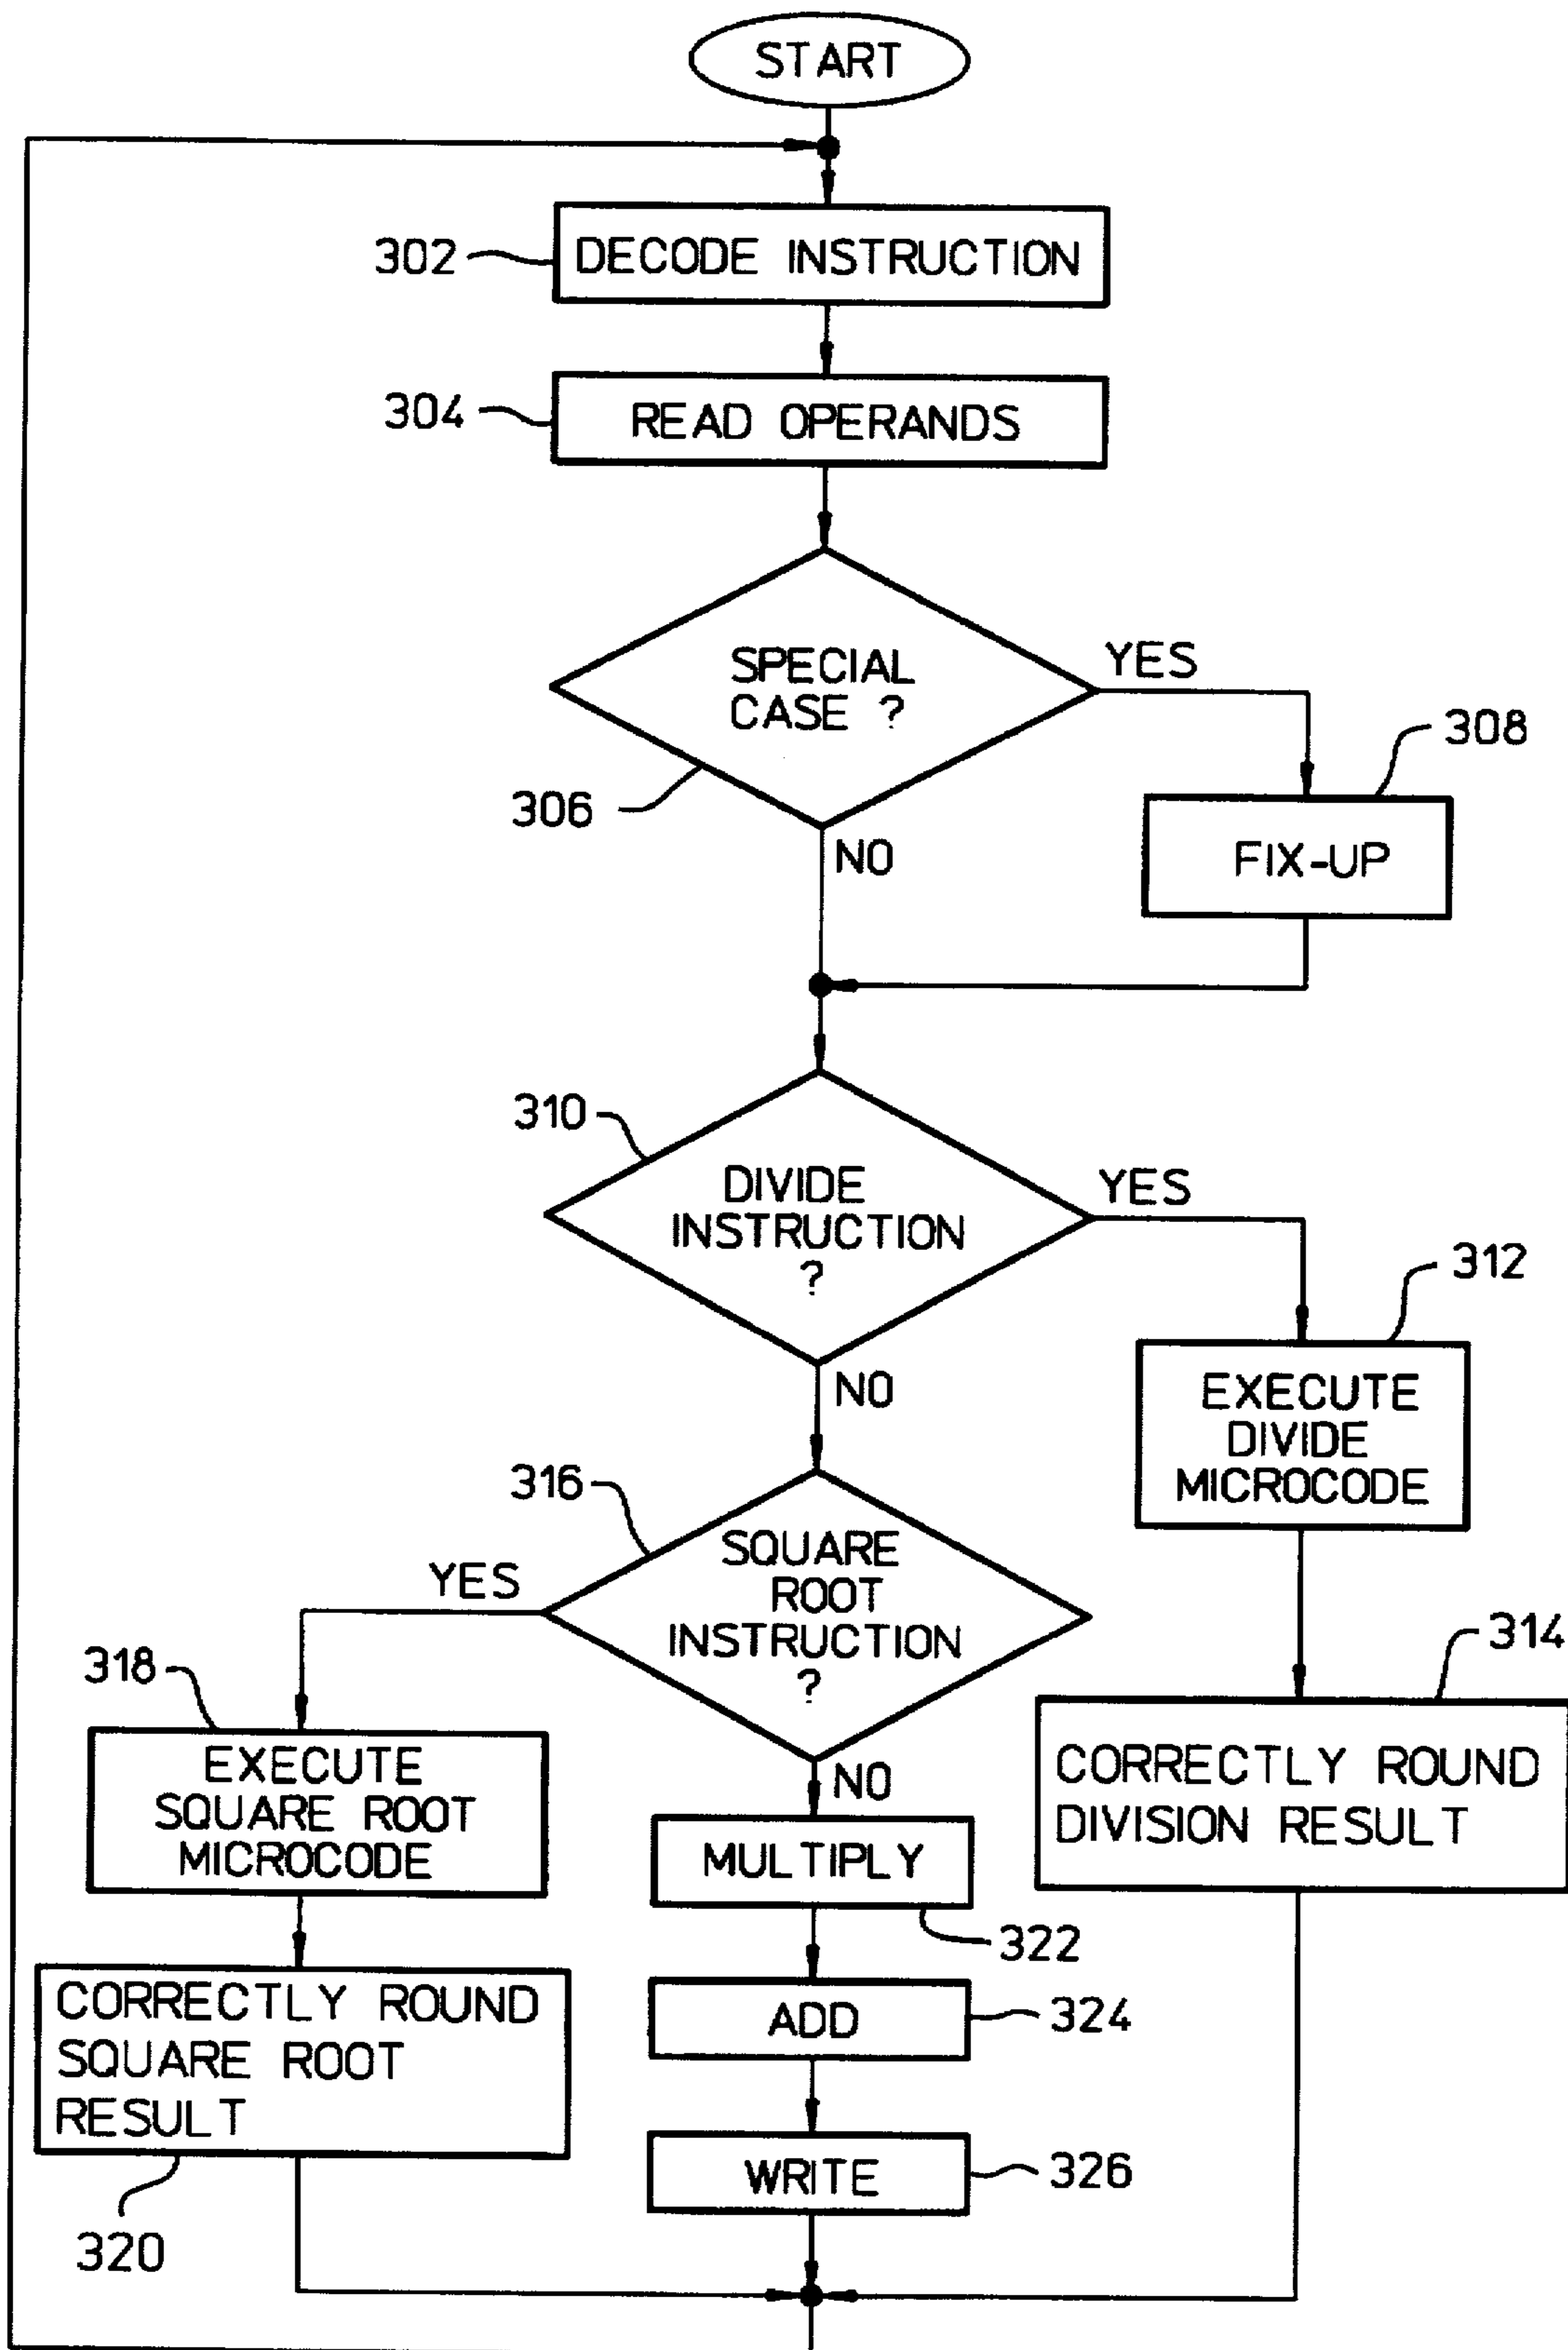 START
302
DECODE INSTRUCTION
304
READ OPERANDS
SPECIAL
CASE ?
YES
306
NO
308
FIX-UP
310
DIVIDE
INSTRUCTION
?
YES
NO
312
EXECUTE
DIVIDE
MICROCODE
316
SQUARE
ROOT
INSTRUCTION
?
YES
NO
314
CORRECTLY ROUND
DIVISION RESULT
318
EXECUTE
SQUARE ROOT
MICROCODE
MULTIPLY
322
CORRECTLY ROUND
SQUARE ROOT
RESULT
320
ADD
324
WRITE
326